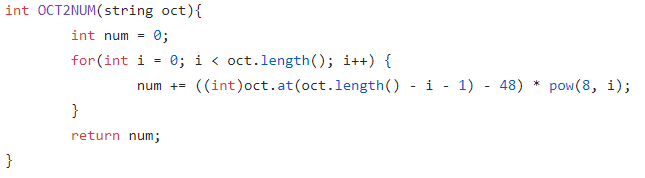 int OCT2NUM(string oct){
        int num = 0;
        for(int i = 0; i < oct.length(); i++) {
                num += ((int)oct.at(oct.length() - i - 1) - 48) * pow(8, i);
        }
        return num;
}